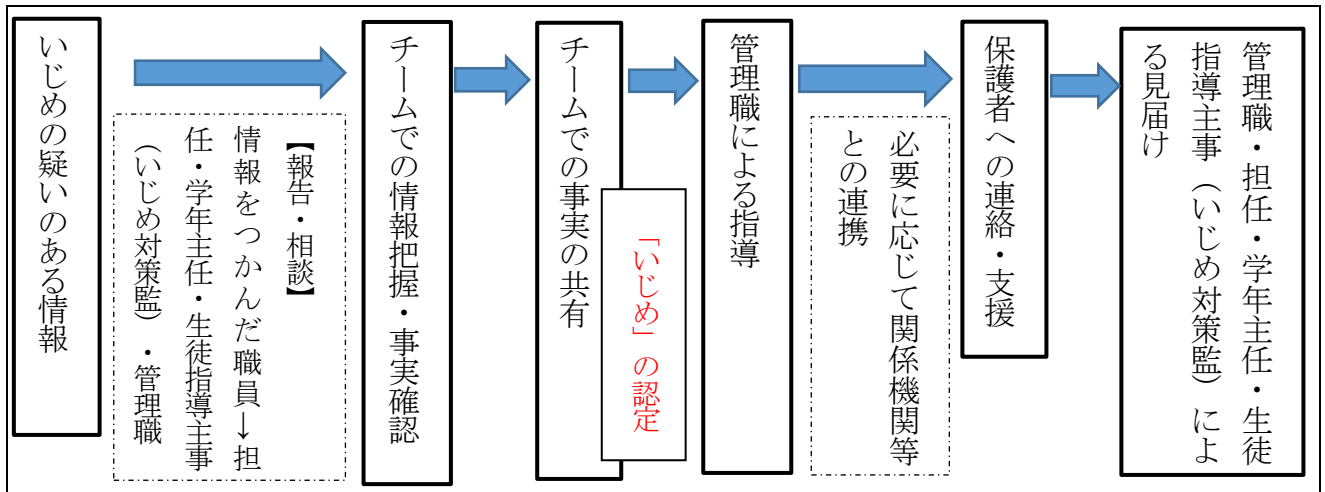 いじめの疑いのある情報
【報告・相談】
情報をつかんだ職員→担
任・学年主任・生徒指導主事
（いじめ対策監）・管理職
チームでの情報把握・事実確認
チームでの事実の共有
「いじめ」の認定
管理職による指導
必要に応じて関係機関等
との連携
保護者への連絡・支援
管理職・担任・学年主任・生徒
指導主事（いじめ対策監）によ
る見届け